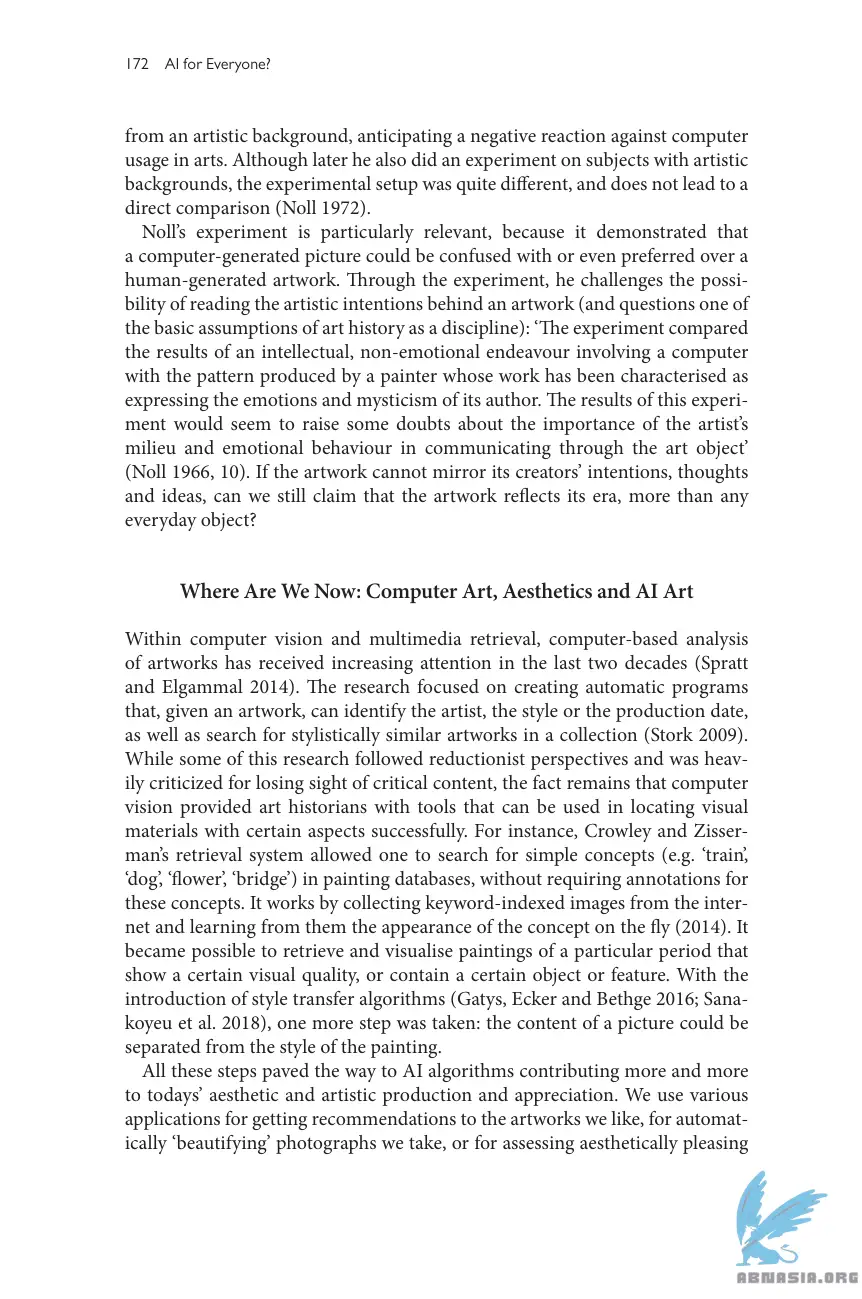 172 AI for Everyone?
from an artistic background, anticipating a negative reaction against computer
usage in arts. Although later he also did an experiment on subjects with artistic
backgrounds, the experimental setup was quite different, and does not lead to a
direct comparison (Noll 1972).
Noll’s experiment is particularly relevant, because it demonstrated that
a computer-generated picture could be confused with or even preferred over a
human-generated artwork. Through the experiment, he challenges the possi-
bility of reading the artistic intentions behind an artwork (and questions one of
the basic assumptions of art history as a discipline): ‘The experiment compared
the results of an intellectual, non-emotional endeavour involving a computer
with the pattern produced by a painter whose work has been characterised as
expressing the emotions and mysticism of its author. The results of this experi-
ment would seem to raise some doubts about the importance of the artist’s
milieu and emotional behaviour in communicating through the art object’
(Noll 1966, 10). If the artwork cannot mirror its creators’ intentions, thoughts
and ideas, can we still claim that the artwork reflects its era, more than any
everyday object?
Where Are We Now: Computer Art, Aesthetics and AI Art
Within computer vision and multimedia retrieval, computer-based analysis
of artworks has received increasing attention in the last two decades (Spratt
and Elgammal 2014). The research focused on creating automatic programs
that, given an artwork, can identify the artist, the style or the production date,
as well as search for stylistically similar artworks in a collection (Stork 2009).
While some of this research followed reductionist perspectives and was heav-
ily criticized for losing sight of critical content, the fact remains that computer
vision provided art historians with tools that can be used in locating visual
materials with certain aspects successfully. For instance, Crowley and Zisser-
man’s retrieval system allowed one to search for simple concepts (e.g. ‘train’,
‘dog’, ‘flower’, ‘bridge’) in painting databases, without requiring annotations for
these concepts. It works by collecting keyword-indexed images from the inter-
net and learning from them the appearance of the concept on the fly (2014). It
became possible to retrieve and visualise paintings of a particular period that
show a certain visual quality, or contain a certain object or feature. With the
introduction of style transfer algorithms (Gatys, Ecker and Bethge 2016; Sana-
koyeu et al. 2018), one more step was taken: the content of a picture could be
separated from the style of the painting.
All these steps paved the way to AI algorithms contributing more and more
to todays’ aesthetic and artistic production and appreciation. We use various
applications for getting recommendations to the artworks we like, for automat-
ically ‘beautifying’ photographs we take, or for assessing aesthetically pleasing
ABNASIA.ORG